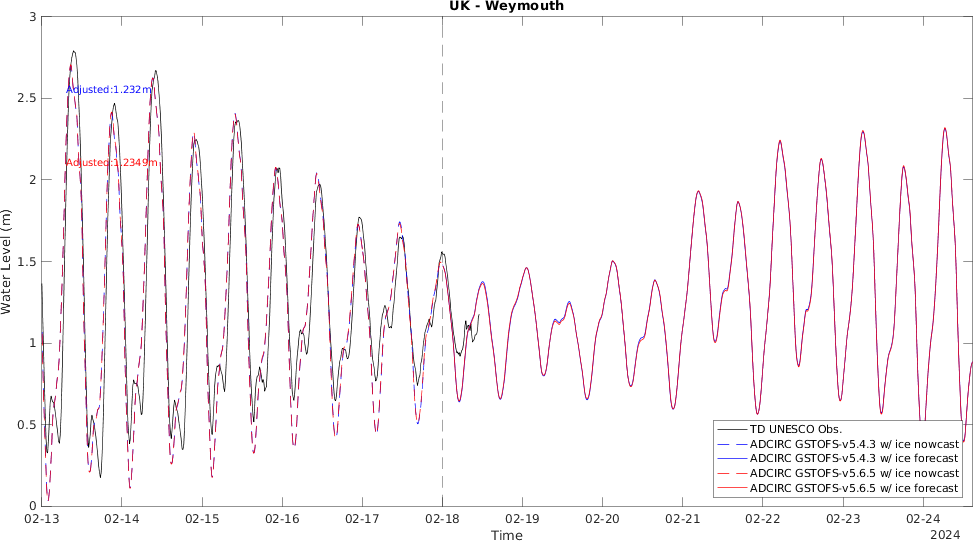 UK - Weymouth
3
2.5
2
1.5
1
0.5
0
Water Level (m)
Adjusted:1.232m
Adjusted:1.2349m
TD UNESCO Obs.
ADCIRC GSTOFS-v5.4.3 w/ ice nowcast
ADCIRC GSTOFS-v5.4.3 w/ ice forecast
ADCIRC GSTOFS-v5.6.5 w/ ice nowcast
ADCIRC GSTOFS-v5.6.5 w/ ice forecast
02-13 02-14 02-15 02-16 02-17 02-18 02-19 02-20 02-21 02-22 02-23 02-24
Time
2024